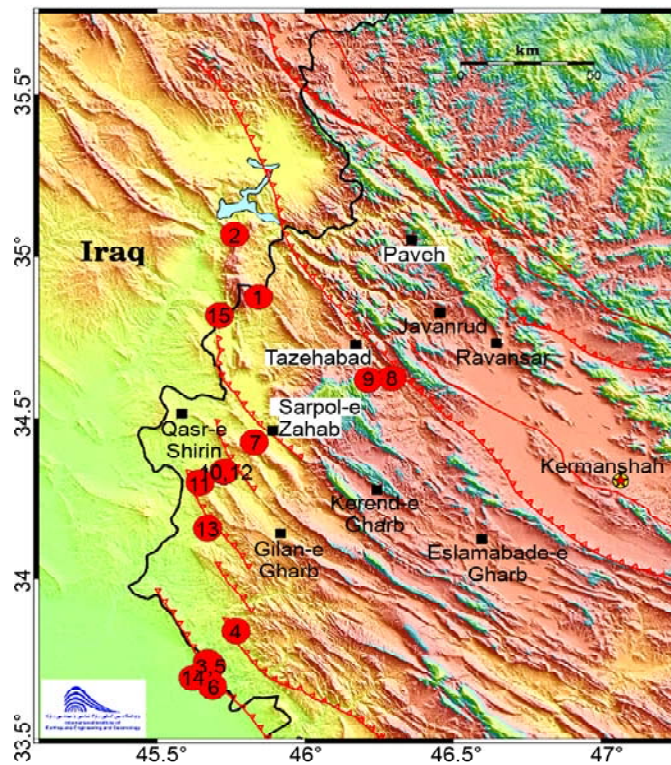 km
0
50
35.5°
2
35°
Iraq
Paveh
1
15
Javanrud
Tazehabad
Ravansar
9 8
34.5°
Sarpol-e
Zahab
Qasr-e
Shirin
7
10,12
11
Kermanshah
Kerend-e
Gharb
13
Gilan-e
Gharb
Eslamabade-e
Gharb
34°
4
3,5
14
6
33.5°
45.5° 46° 46.5° 47°